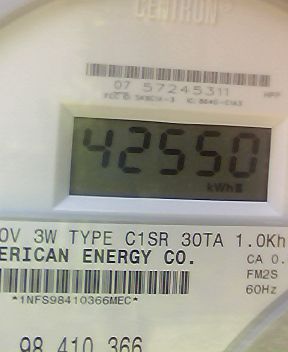 CENTRON®
07 57245311
42550
kWh
0V 3W TYPE C1SR 30TA 1.0Kh
ERICAN ENERGY CO.
CA 0.
FM2S
*1NFS98410366MEC*
60Hz
98 410 366